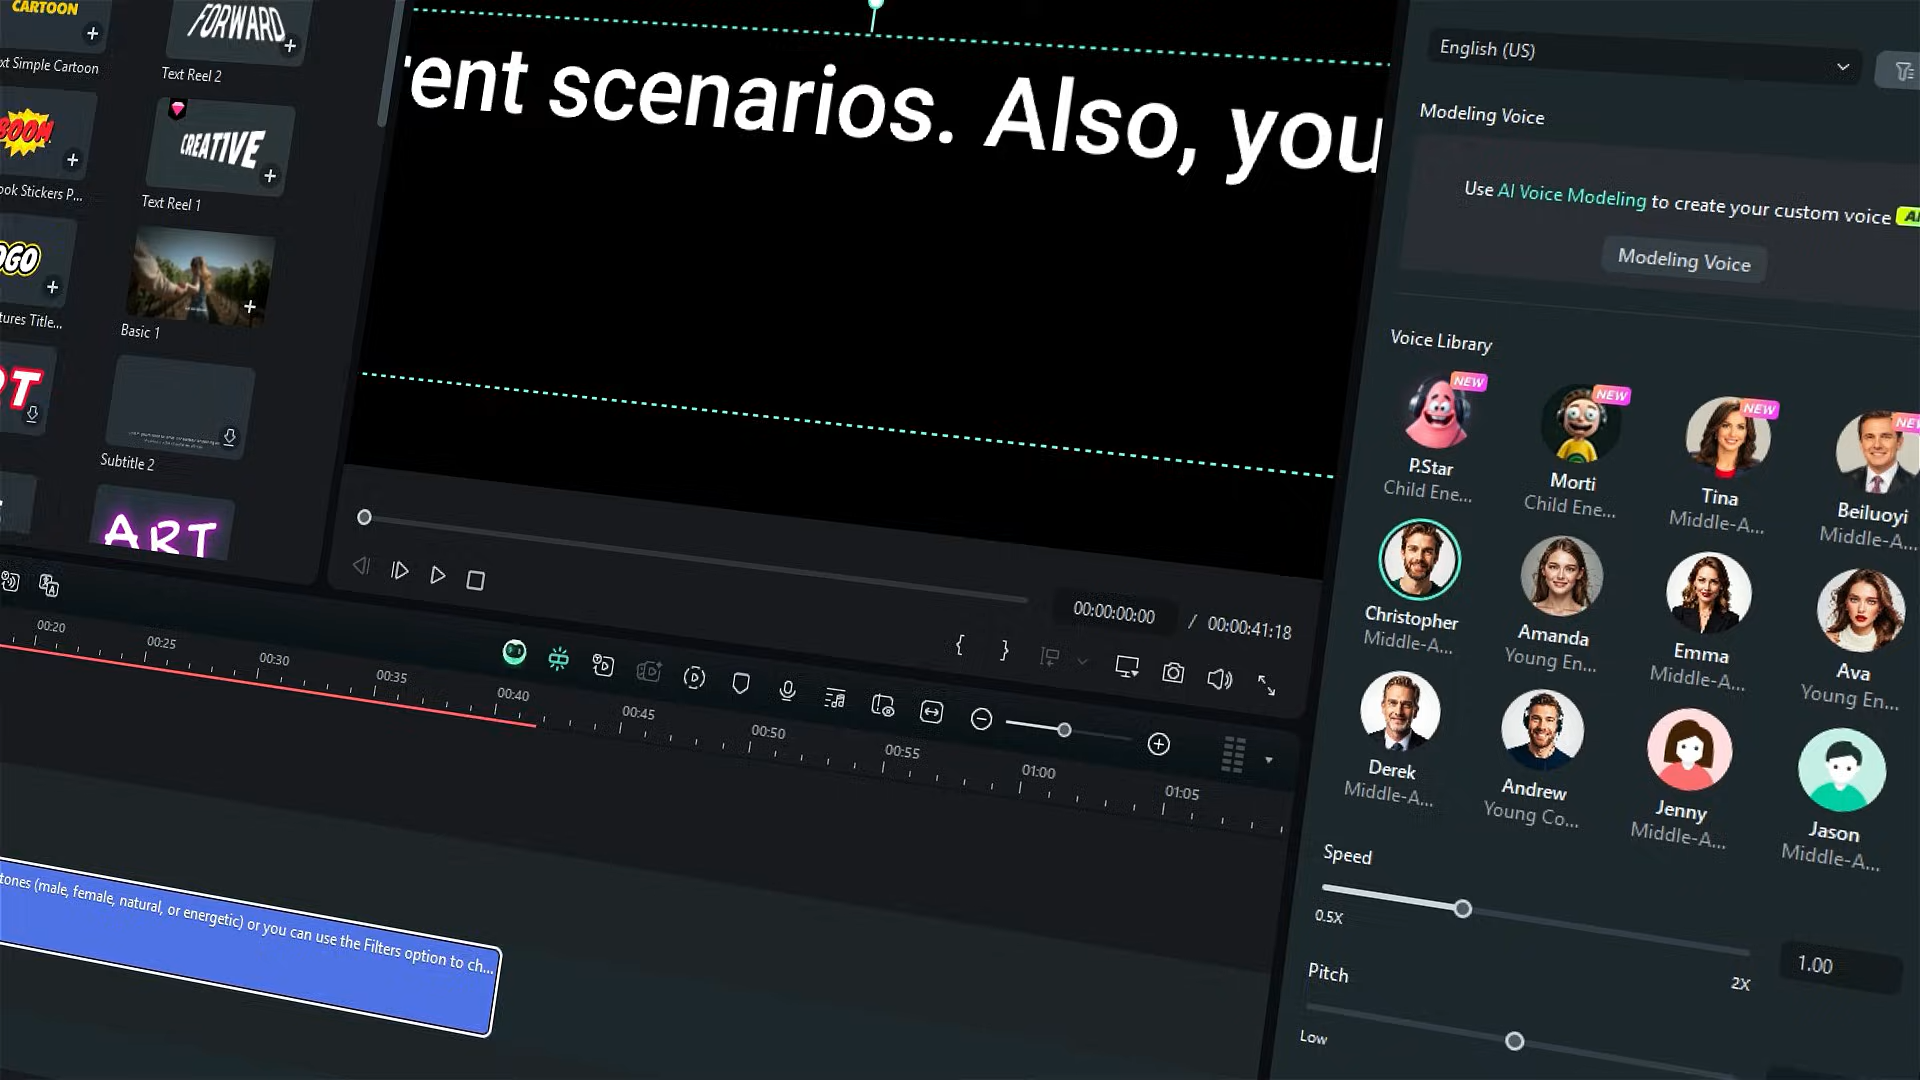 CARTOON
FORWARD
xt Simple Cartoon
Text Reel 2
BOOM
CREATIVE
ook Stickers P...
Text Reel 1
OGO
tures Title...
Basic 1
RT
Subtitle 2
ART
rent scenarios. Also, you
00:00:00:00 / 00:00:41:18
{ }
00:20
00:25
00:30
00:35
00:40
00:45
00:50
00:55
01:00
01:05
tones (male, female, natural, or energetic) or you can use the Filters option to ch...
English (US)
Modeling Voice
Use AI Voice Modeling to create your custom voice AI
Modeling Voice
Voice Library
NEW
NEW
NEW
NEW
P.Star
Child Ene...
Morti
Child Ene...
Tina
Middle-A...
Beiluoyi
Middle-A...
Christopher
Middle-A...
Amanda
Young En...
Emma
Middle-A...
Ava
Young En...
Derek
Middle-A...
Andrew
Young Co...
Jenny
Middle-A...
Jason
Middle-A...
Speed
0.5X
2X
1.00
Pitch
Low